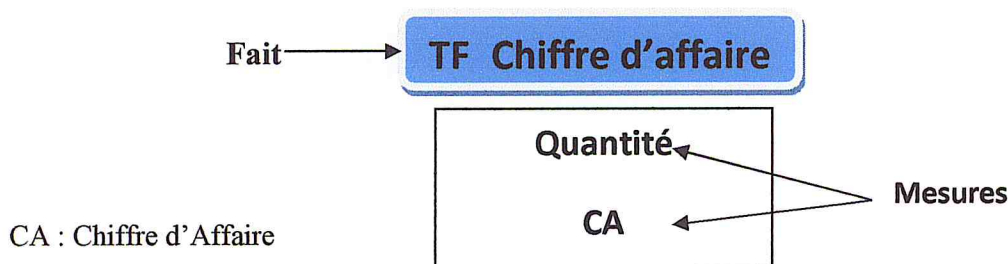 Fait
TF Chiffre d'affaire
Quantité
Mesures
CA
CA : Chiffre d'Affaire